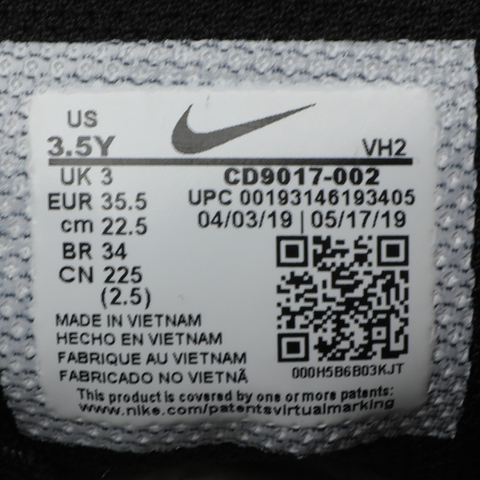 US
3.5Y VH2
UK 3 CD9017-002
EUR 35.5 UPC 00193146193405
cm 22.5 04/03/19 | 05/17/19
BR 34
CN 225
(2.5)
MADE IN VIETNAM
HECHO EN VIETNAM
FABRIQUE AU VIETNAM
FABRICADO NO VIETNÃ 000H5B6B03KJT
This product is covered by one or more patents:
www.nike.com/patentsvirtualmarking